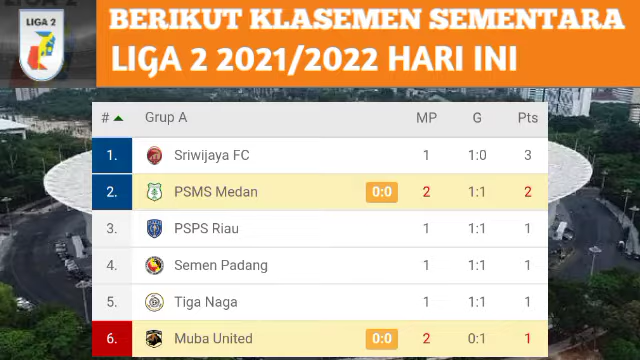 LIGA 2
LIGA 2
BERIKUT KLASEMEN SEMENTARA
LIGA 2 2021/2022 HARI INI
# Grup A MP G Pts
1. Sriwijaya FC 1 1:0 3
2. PSMS Medan 0:0 2 1:1 2
3. PSPS Riau 1 1:1 1
4. Semen Padang 1 1:1 1
5. Tiga Naga 1 1:1 1
6. Muba United 0:0 2 0:1 1